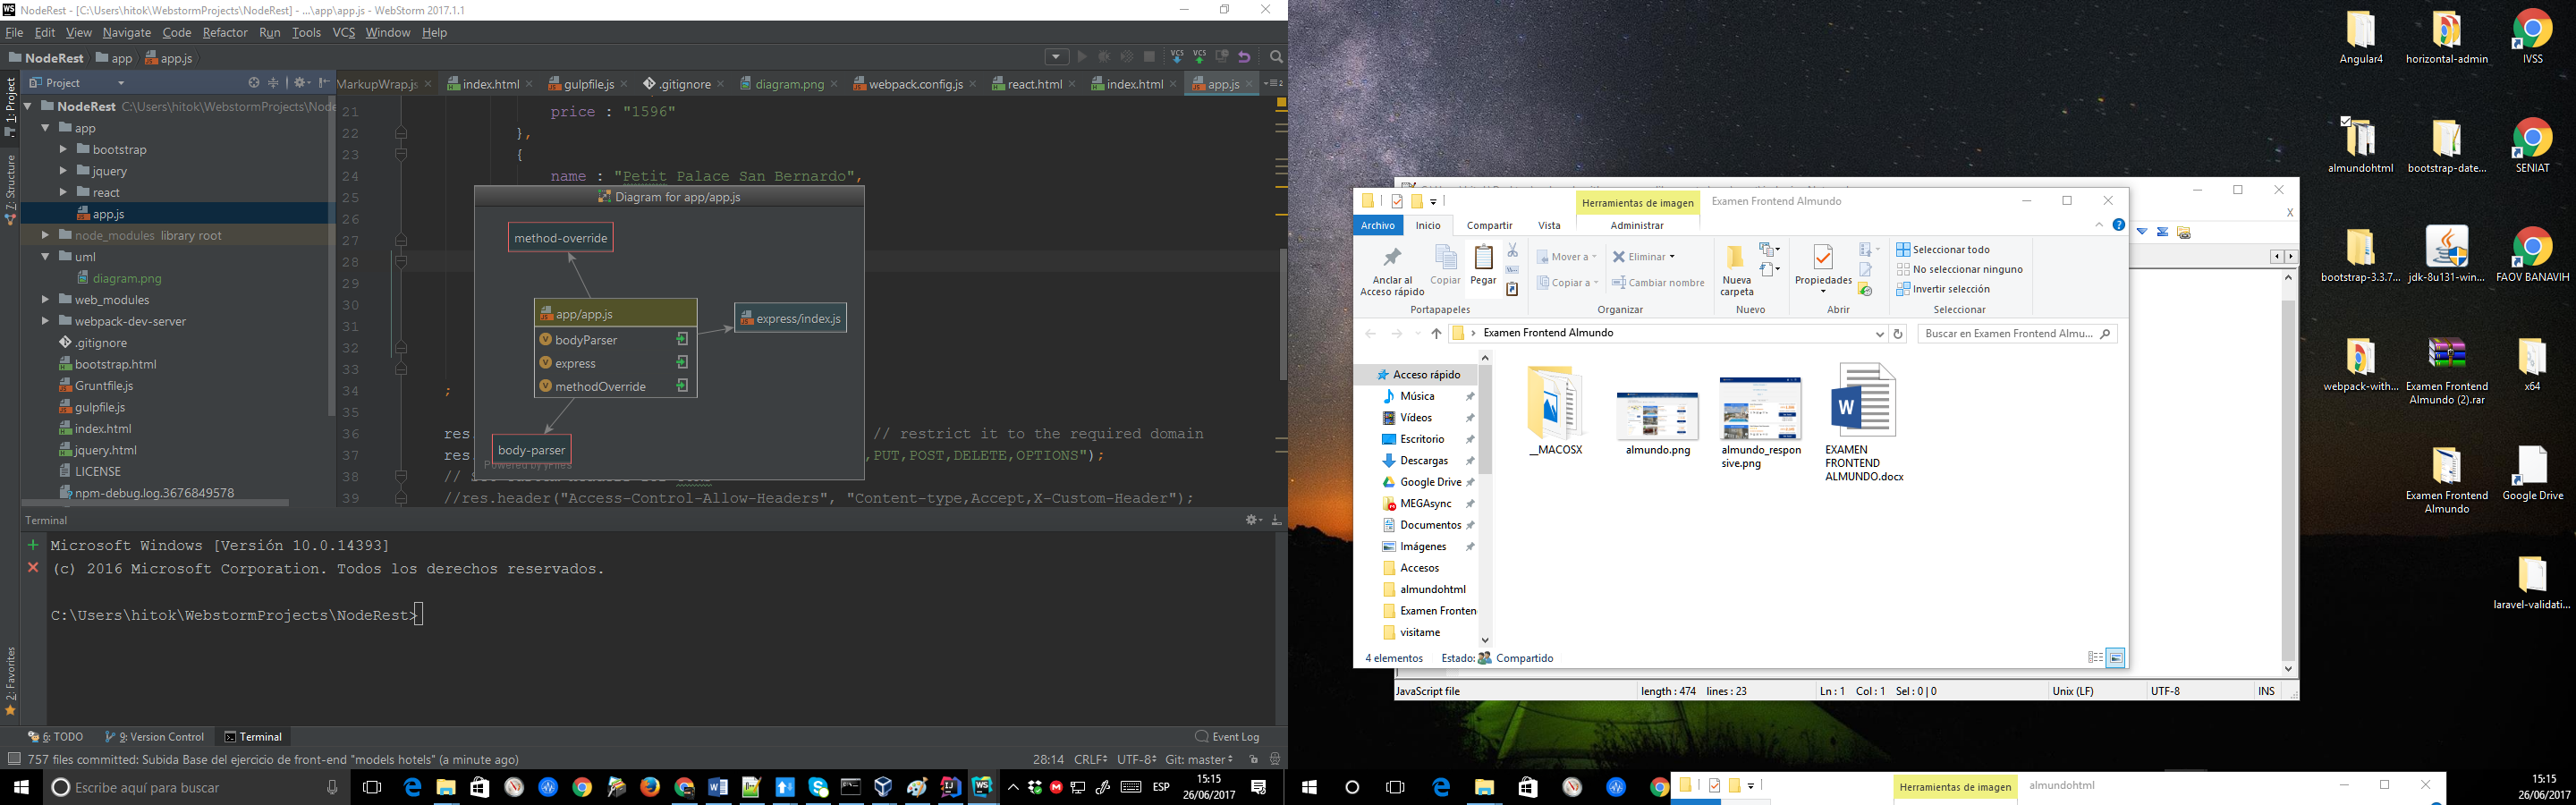 NodeRest - [C:\Users\hitok\WebstormProjects\NodeRest] - ...\app\app.js - WebStorm 2017.1.1
File Edit View Navigate Code Refactor Run Tools VCS Window Help
NodeRest app app.js
Project
MarkupWrap.js index.html gulpfile.js .gitignore diagram.png webpack.config.js react.html index.html app.js
1: Project
7: Structure
2: Favorites
NodeRest C:\Users\hitok\WebstormProjects\Node
app
bootstrap
jquery
react
app.js
node_modules library root
uml
diagram.png
web_modules
webpack-dev-server
.gitignore
bootstrap.html
Gruntfile.js
gulpfile.js
index.html
jquery.html
LICENSE
npm-debug.log.3676849578
21 price : "1596"
22 },
23 {
24 name : "Petit Palace San Bernardo",
25
26
27
28
29
30
31
32
33
34 ;
35
36 res // restrict it to the required domain
37 res ,PUT,POST,DELETE,OPTIONS");
38 //
39 //res.header("Access-Control-Allow-Headers", "Content-type,Accept,X-Custom-Header");
Diagram for app/app.js
method-override
app/app.js
bodyParser
express
methodOverride
express/index.js
body-parser
Powered by yFiles
Terminal
Microsoft Windows [Versión 10.0.14393]
(c) 2016 Microsoft Corporation. Todos los derechos reservados.
C:\Users\hitok\WebstormProjects\NodeRest>
6: TODO 9: Version Control Terminal Event Log
757 files committed: Subida Base del ejercicio de front-end "models hotels" (a minute ago) 28:14 CRLF UTF-8 Git: master
Escribe aquí para buscar
ESP
15:15
26/06/2017
Herramientas de imagen Examen Frontend Almundo
Archivo Inicio Compartir Vista Administrar
Anclar al Acceso rápido
Copiar
Pegar
Mover a
Copiar a
Eliminar
Cambiar nombre
Nueva carpeta
Propiedades
Seleccionar todo
No seleccionar ninguno
Invertir selección
Portapapeles Organizar Nuevo Abrir Seleccionar
Examen Frontend Almundo
Buscar en Examen Frontend Almu...
Acceso rápido
Música
Vídeos
Escritorio
Descargas
Google Drive
MEGAsync
Documentos
Imágenes
Accesos
almundohtml
Examen Fronten
visitame
__MACOSX
almundo.png
almundo_responsive.png
EXAMEN FRONTEND ALMUNDO.docx
4 elementos Estado: Compartido
JavaScript file length : 474 lines : 23 Ln : 1 Col : 1 Sel : 0 | 0 Unix (LF) UTF-8 INS
Angular4
horizontal-admin
IVSS
almundohtml
bootstrap-date...
SENIAT
bootstrap-3.3.7...
jdk-8u131-win...
FAOV BANAVIH
webpack-with...
Examen Frontend Almundo (2).rar
x64
Examen Frontend Almundo
Google Drive
laravel-validati...
Herramientas de imagen almundohtml
15:15
26/06/2017